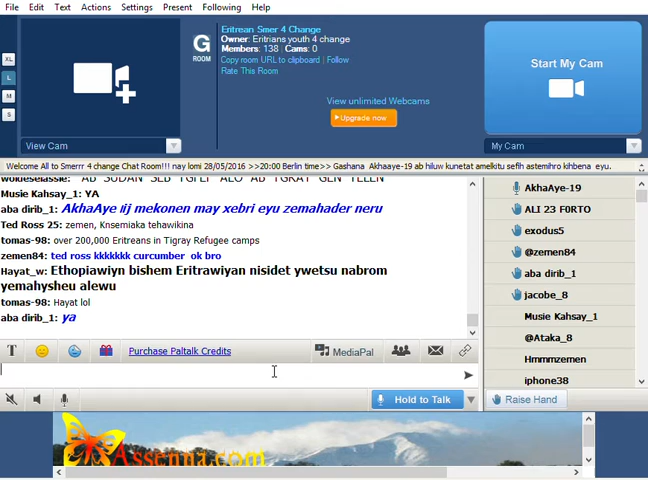 File Edit Text Actions Settings Present Following Help
XL
L
M
S
View Cam
G
ROOM
Eritrean Smer 4 Change
Owner: Eritrians youth 4 change
Members: 138 | Cams: 0
Copy room URL to clipboard | Follow
Rate This Room
View unlimited Webcams
Upgrade now
Start My Cam
My Cam
Welcome All to Smerrr 4 change Chat Room!!! nay lomi 28/05/2016 >>20:00 Berlin time>> Gashana Akhaaye-19 ab hiluw kunetat amelkitu sefih astemihro kihbena eyu.
Musie Kahsay_1: YA
aba dirib_1: AkhaAye iij mekonen may xebri eyu zemahader neru
Ted Ross 25: zemen, Knsemiaka tehawikina
tomas-98: over 200,000 Eritreans in Tigray Refugee camps
zemen84: ted ross kkkkkkk curcumber ok bro
Hayat_w: Ethopiawiyn bishem Eritrawiyan nisidet ywetsu nabrom
yemahysheu alewu
tomas-98: Hayat lol
aba dirib_1: ya
AkhaAye-19
ALI 23 F0RTO
exodus5
@zemen84
aba dirib_1
jacobe_8
Musie Kahsay_1
@Ataka_8
Hmmmzemen
iphone38
T
Purchase Paltalk Credits
MediaPal
Hold to Talk
Raise Hand
Assenna.com